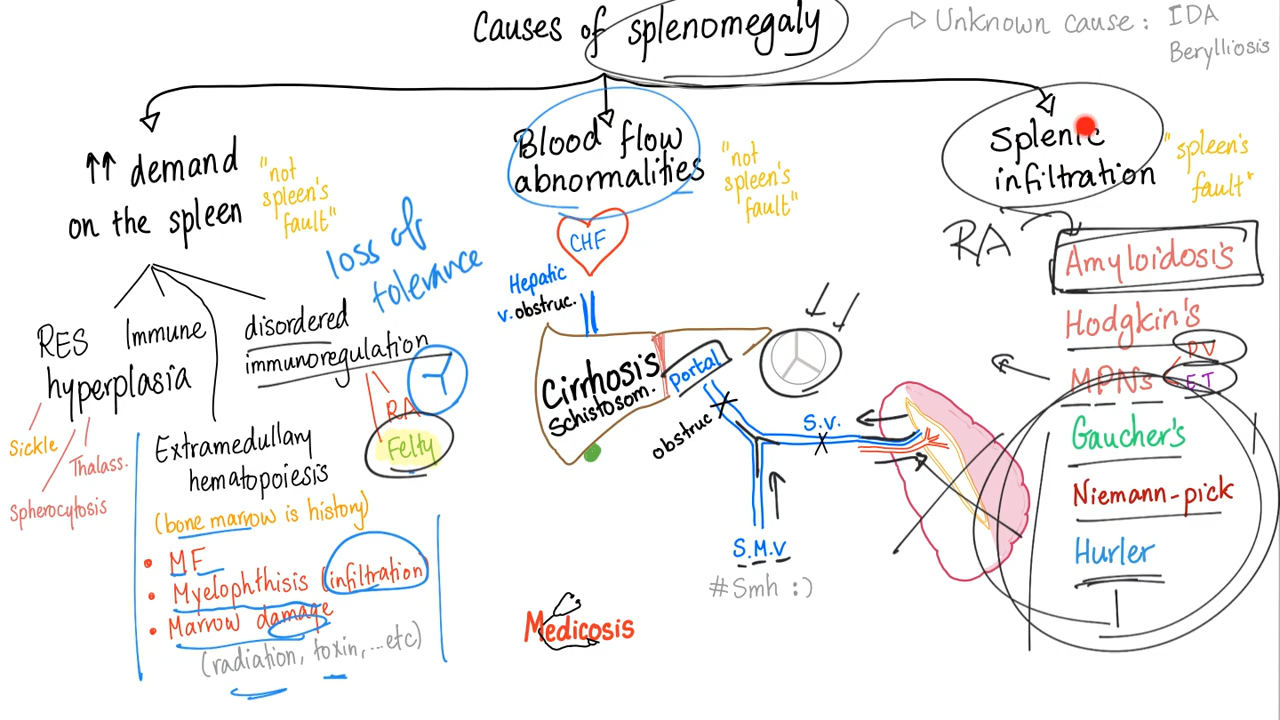 Causes of splenomegaly
Unknown cause: IDA
Berylliosis
↑↑ demand
on the spleen
"not
spleen's
fault"
RES Immune
hyperplasia
Sickle
Thalass.
Spherocytosis
disordered
immunoregulation
loss of
tolerance
RA
Felty
Extramedullary
hematopoiesis
(bone marrow is history)
• MF
• Myelophthisis (infiltration)
• Marrow damage
(radiation, toxin, ...etc)
Blood flow
abnormalities
"not
spleen's
fault"
CHF
Hepatic
v. obstruc.
Cirrhosis
Schistosom.
portal
obstruc
S.V.
S.M.V
#Smh :)
Medicosis
Splenic
infiltration
"spleen's
fault"
RA
Amyloidosis
Hodgkin's
MPNs
PV
ET
Gaucher's
Niemann-pick
Hurler